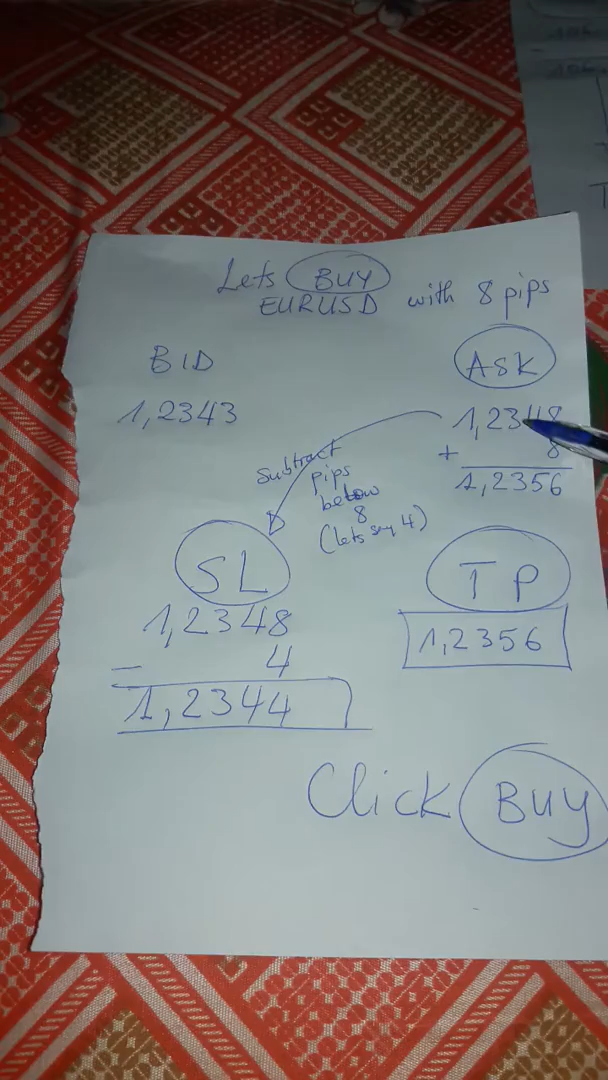 Lets BUY
EURUSD with 8 pips
BID
ASK
1,2343
1,2348
+ 8
1,2356
Subtract
pips
below
8
(lets say 4)
SL
1,2348
- 4
1,2344
TP
1,2356
Click BUY